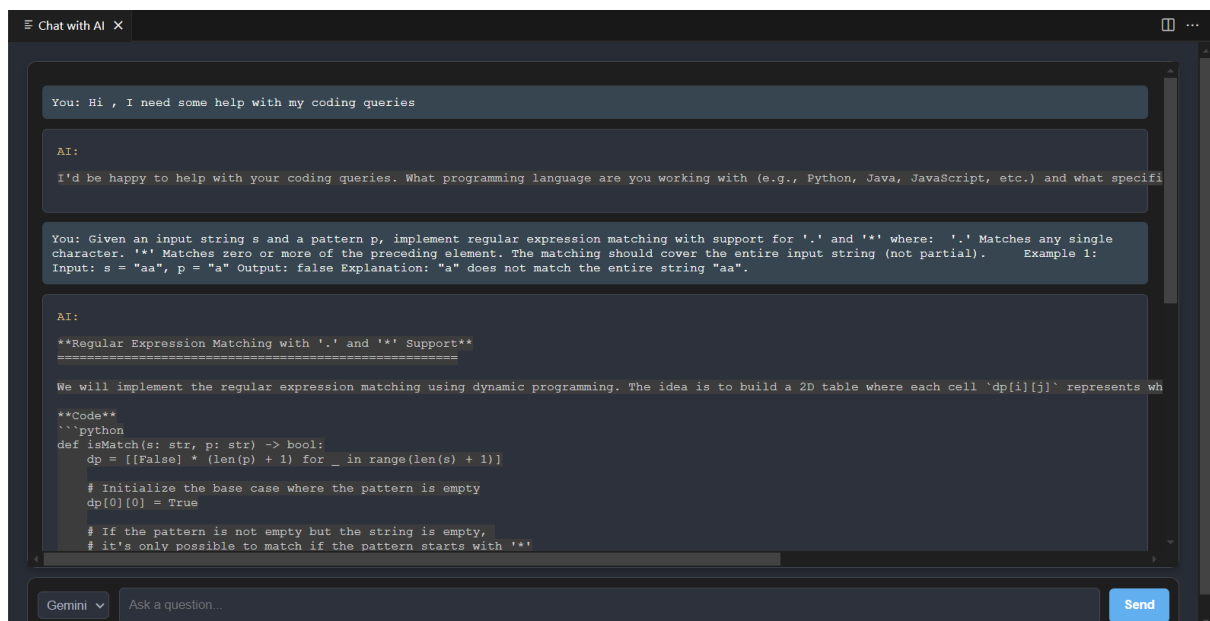 Chat with AI
You: Hi , I need some help with my coding queries
AI:
I'd be happy to help with your coding queries. What programming language are you working with (e.g., Python, Java, JavaScript, etc.) and what specifi
You: Given an input string s and a pattern p, implement regular expression matching with support for '.' and '*' where:  '.' Matches any single
character. '*' Matches zero or more of the preceding element. The matching should cover the entire input string (not partial).     Example 1:
Input: s = "aa", p = "a" Output: false Explanation: "a" does not match the entire string "aa".
AI:
**Regular Expression Matching with '.' and '*' Support**
======================================================
We will implement the regular expression matching using dynamic programming. The idea is to build a 2D table where each cell `dp[i][j]` represents wh
**Code**
```python
def isMatch(s: str, p: str) -> bool:
    dp = [[False] * (len(p) + 1) for _ in range(len(s) + 1)]
    # Initialize the base case where the pattern is empty
    dp[0][0] = True
    # If the pattern is not empty but the string is empty,
    # it's only possible to match if the pattern starts with '*'
Gemini
Ask a question...
Send